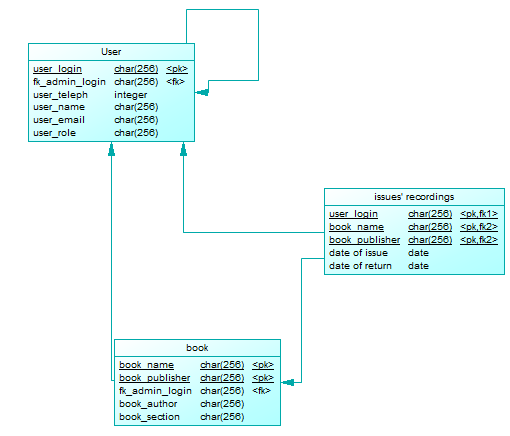 User
user_login char(256) <pk>
fk_admin_login char(256) <fk>
user_teleph integer
user_name char(256)
user_email char(256)
user_role char(256)
issues' recordings
user_login char(256) <pk,fk1>
book_name char(256) <pk,fk2>
book_publisher char(256) <pk,fk2>
date of issue date
date of return date
book
book_name char(256) <pk>
book_publisher char(256) <pk>
fk_admin_login char(256) <fk>
book_author char(256)
book_section char(256)